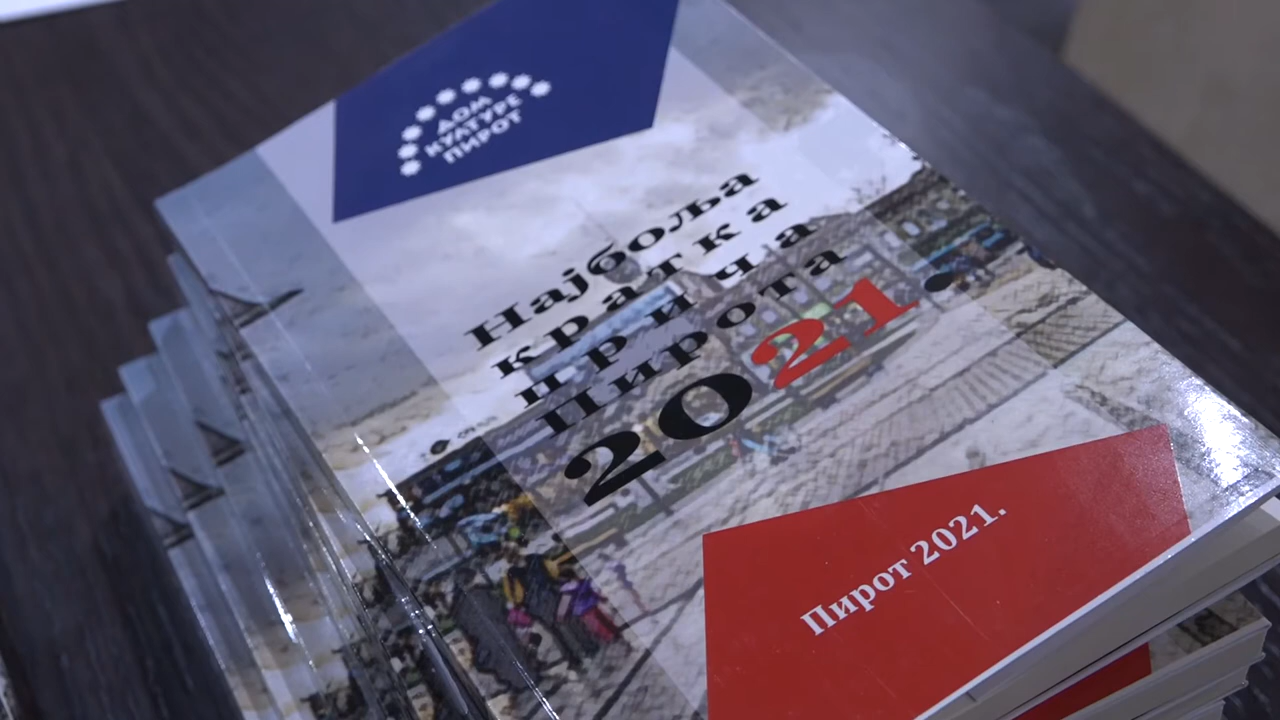 ДОМ
КУЛТУРЕ
ПИРОТ
Најбоља
кратка
прича
Пирота
2021.
Пирот 2021.